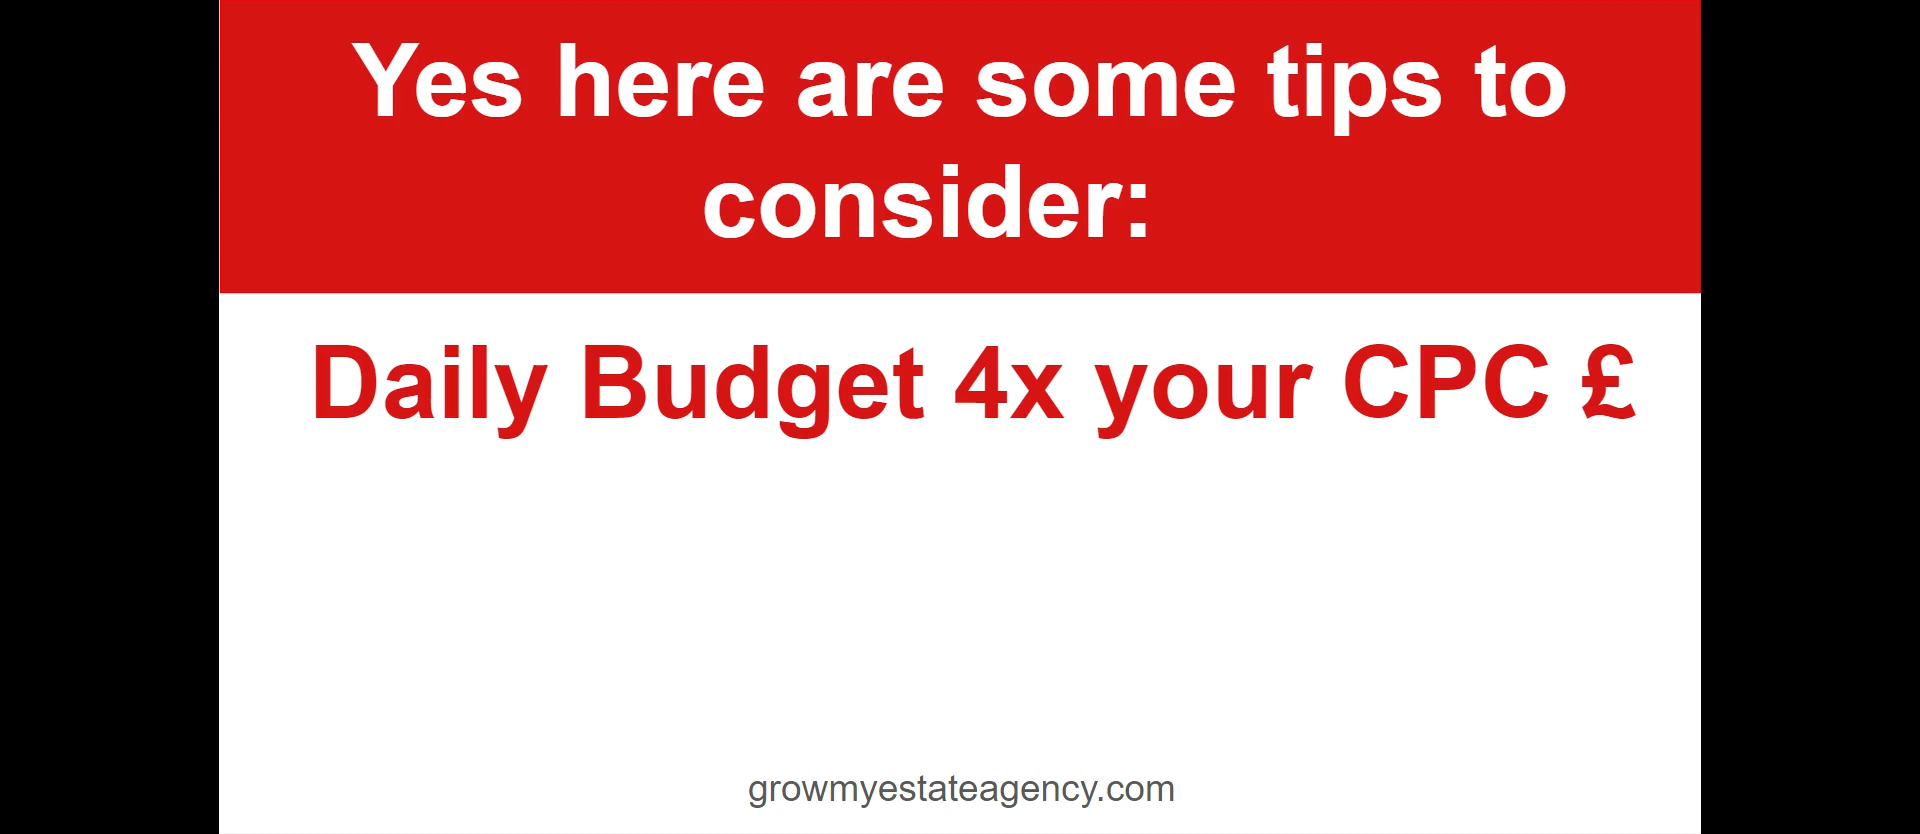 Yes here are some tips to
consider:
Daily Budget 4x your CPC £
growmyestateagency.com